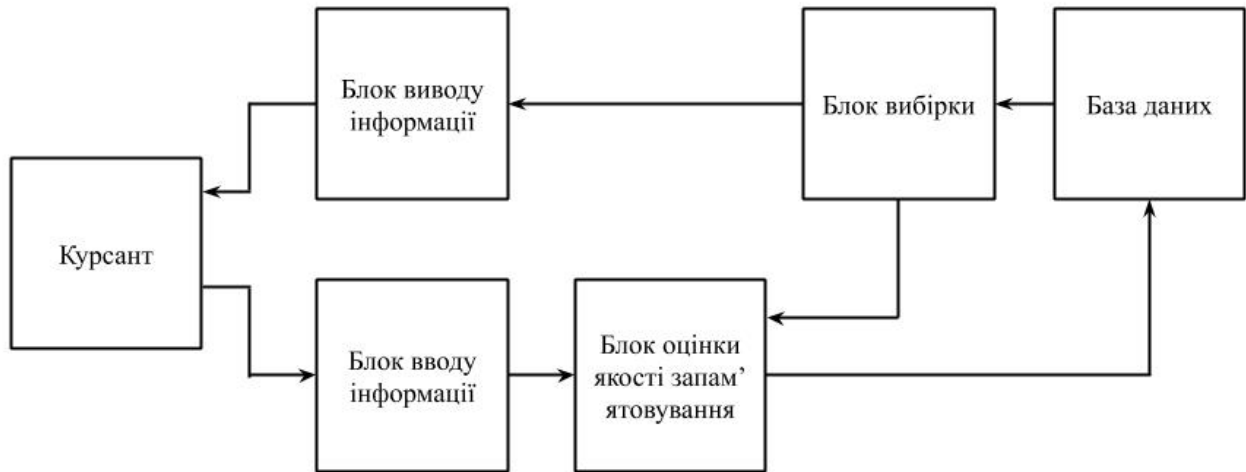 Блок виводу
інформації
Блок вибірки
База даних
Курсант
Блок вводу
інформації
Блок оцінки
якості запам’
ятовування